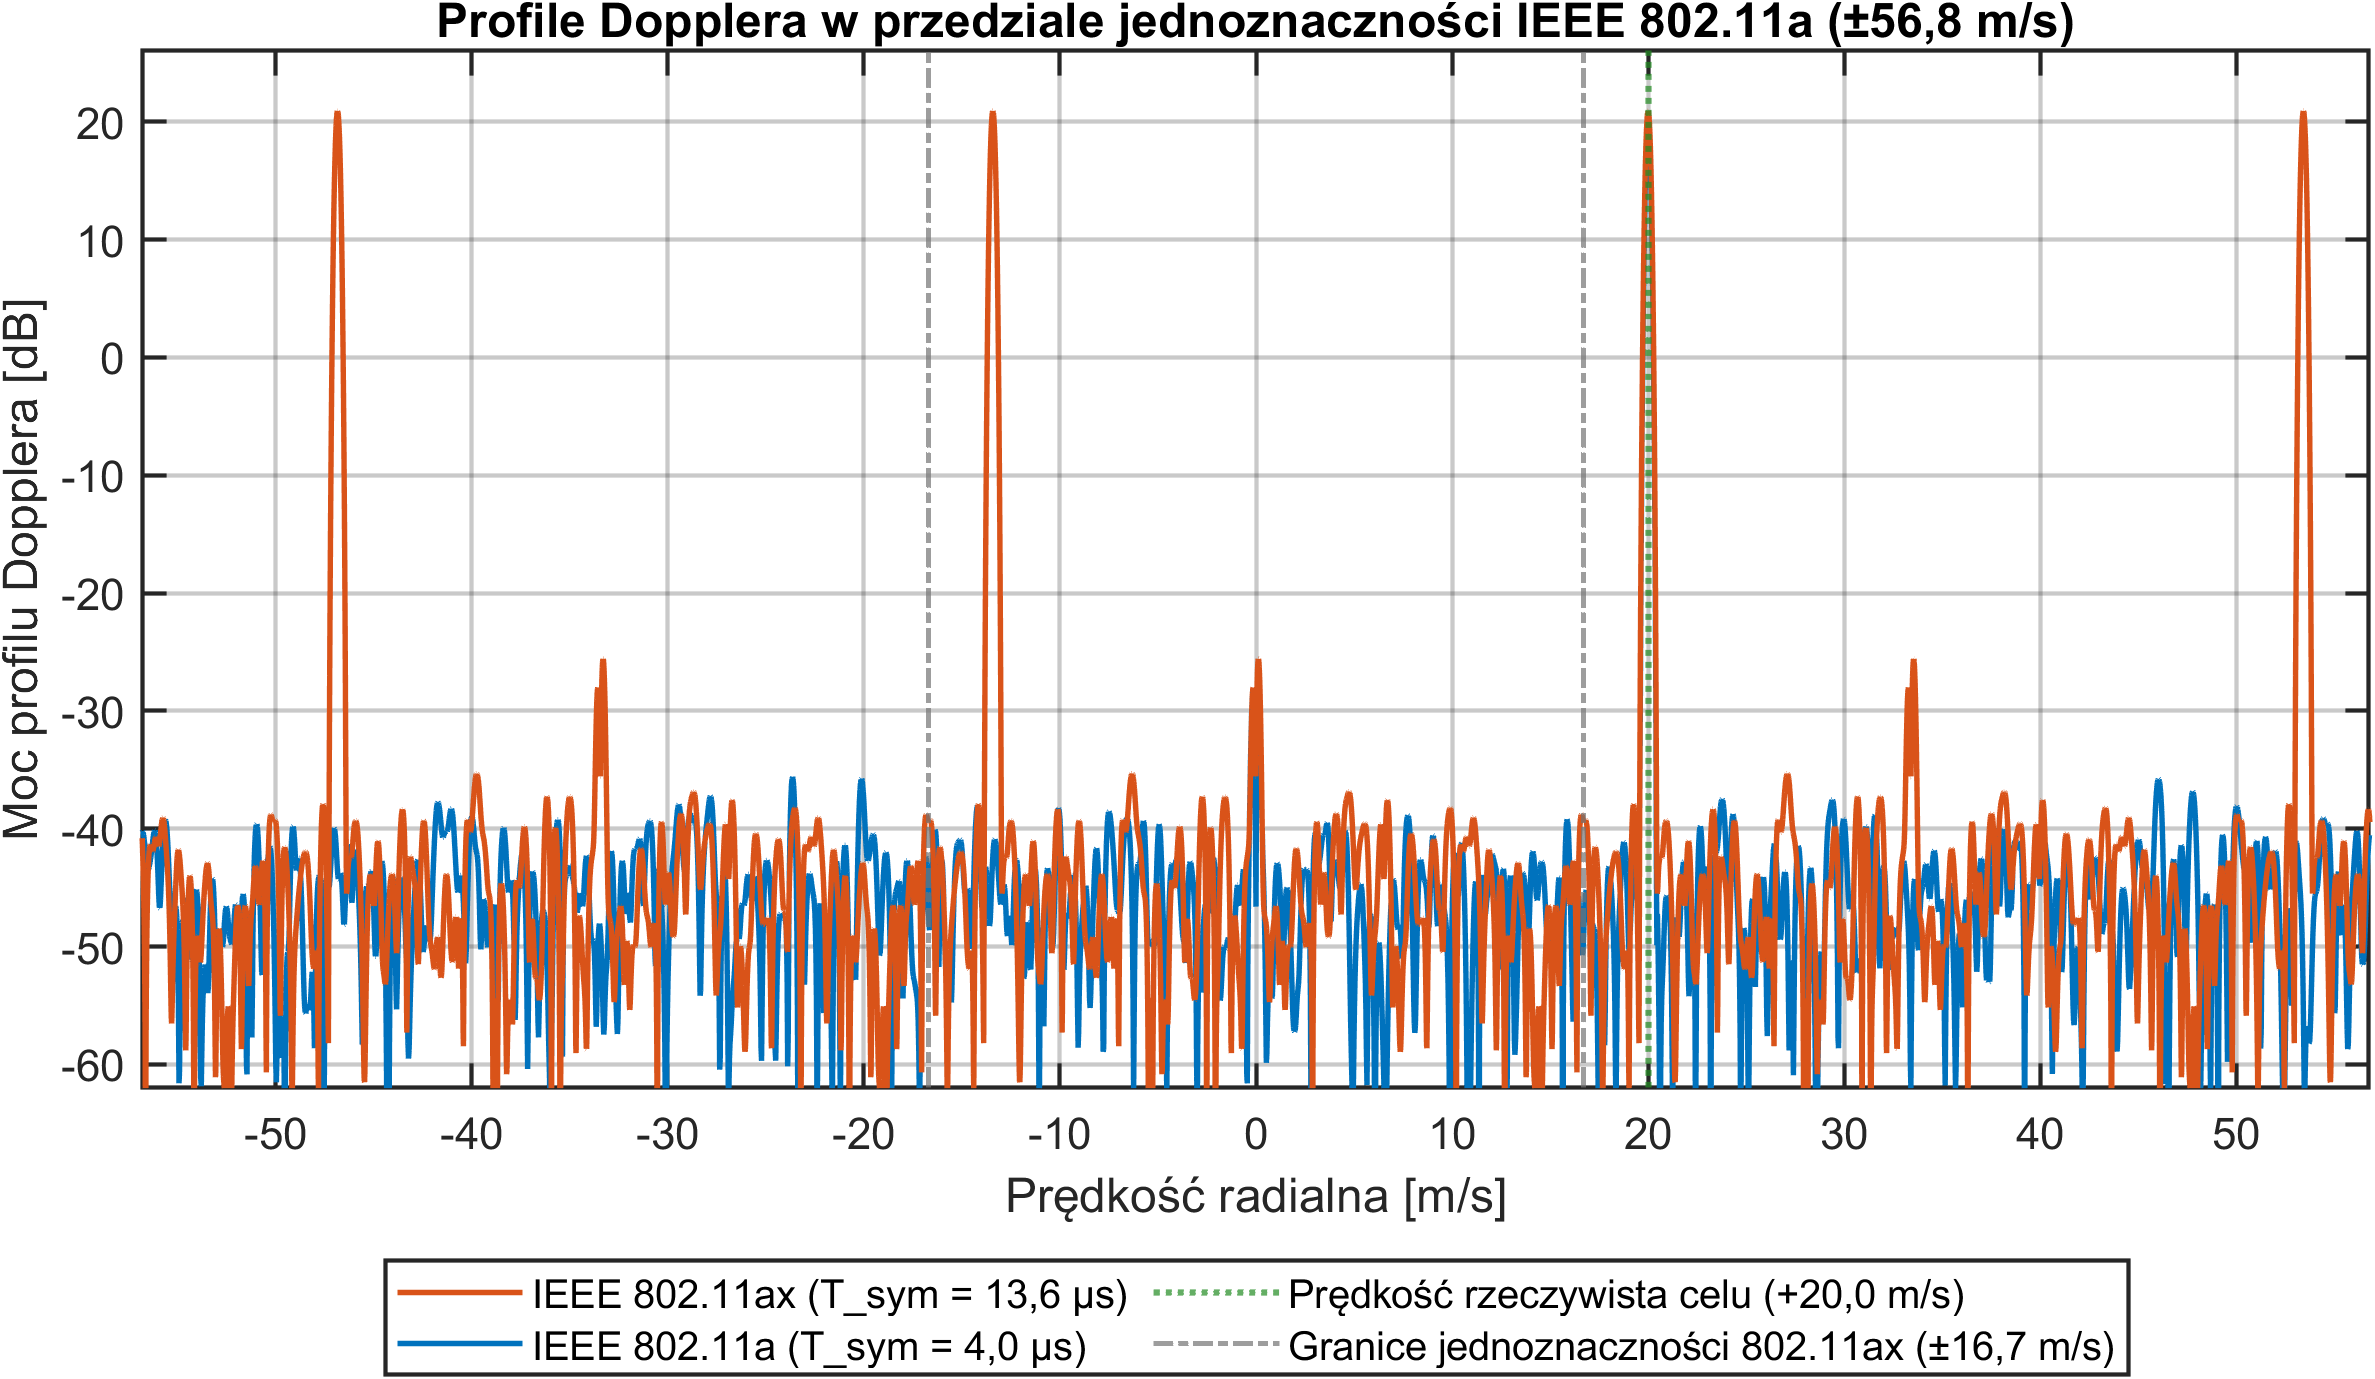 Profile Dopplera w przedziale jednoznaczności IEEE 802.11a (±56,8 m/s)
Moc profilu Dopplera [dB]
20
10
0
-10
-20
-30
-40
-50
-60
-50 -40 -30 -20 -10 0 10 20 30 40 50
Prędkość radialna [m/s]
IEEE 802.11ax (T_sym = 13,6 µs)
IEEE 802.11a (T_sym = 4,0 µs)
Prędkość rzeczywista celu (+20,0 m/s)
Granice jednoznaczności 802.11ax (±16,7 m/s)